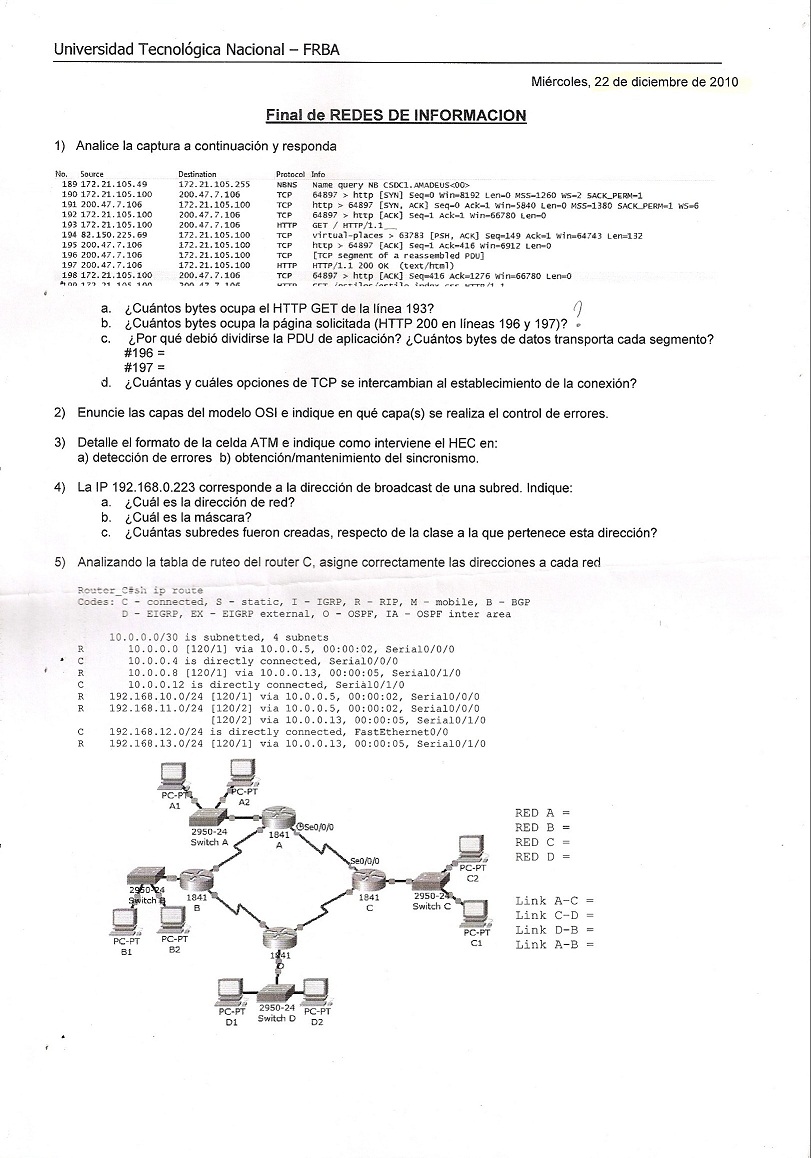 Universidad Tecnológica Nacional – FRBA
Miércoles, 22 de diciembre de 2010
Final de REDES DE INFORMACION
1) Analice la captura a continuación y responda
No. Source Destination Protocol Info
189 172.21.105.49 172.21.105.255 NBNS Name query NB CSDC1.AMADEUS<00>
190 172.21.105.100 200.47.7.106 TCP 64897 > http [SYN] Seq=0 Win=8192 Len=0 MSS=1260 WS=2 SACK_PERM=1
191 200.47.7.106 172.21.105.100 TCP http > 64897 [SYN, ACK] Seq=0 Ack=1 Win=5840 Len=0 MSS=1380 SACK_PERM=1 WS=6
192 172.21.105.100 200.47.7.106 TCP 64897 > http [ACK] Seq=1 Ack=1 Win=66780 Len=0
193 172.21.105.100 200.47.7.106 HTTP GET / HTTP/1.1
194 82.150.225.69 172.21.105.100 TCP virtual-places > 63783 [PSH, ACK] Seq=149 Ack=1 Win=64743 Len=132
195 200.47.7.106 172.21.105.100 TCP http > 64897 [ACK] Seq=1 Ack=416 Win=6912 Len=0
196 200.47.7.106 172.21.105.100 TCP [TCP segment of a reassembled PDU]
197 200.47.7.106 172.21.105.100 HTTP HTTP/1.1 200 OK (text/html)
198 172.21.105.100 200.47.7.106 TCP 64897 > http [ACK] Seq=416 Ack=1276 Win=66780 Len=0
a. ¿Cuántos bytes ocupa el HTTP GET de la línea 193?
b. ¿Cuántos bytes ocupa la página solicitada (HTTP 200 en líneas 196 y 197)? ?
c. ¿Por qué debió dividirse la PDU de aplicación? ¿Cuántos bytes de datos transporta cada segmento?
#196 =
#197 =
d. ¿Cuántas y cuáles opciones de TCP se intercambian al establecimiento de la conexión?
2) Enuncie las capas del modelo OSI e indique en qué capa(s) se realiza el control de errores.
3) Detalle el formato de la celda ATM e indique como interviene el HEC en:
a) detección de errores b) obtención/mantenimiento del sincronismo.
4) La IP 192.168.0.223 corresponde a la dirección de broadcast de una subred. Indique:
a. ¿Cuál es la dirección de red?
b. ¿Cuál es la máscara?
c. ¿Cuántas subredes fueron creadas, respecto de la clase a la que pertenece esta dirección?
5) Analizando la tabla de ruteo del router C, asigne correctamente las direcciones a cada red
Router_C#sh ip route
Codes: C - connected, S - static, I - IGRP, R - RIP, M - mobile, B - BGP
D - EIGRP, EX - EIGRP external, O - OSPF, IA - OSPF inter area
10.0.0.0/30 is subnetted, 4 subnets
R 10.0.0.0 [120/1] via 10.0.0.5, 00:00:02, Serial0/0/0
C 10.0.0.4 is directly connected, Serial0/0/0
R 10.0.0.8 [120/1] via 10.0.0.13, 00:00:05, Serial0/1/0
C 10.0.0.12 is directly connected, Serial0/1/0
R 192.168.10.0/24 [120/1] via 10.0.0.5, 00:00:02, Serial0/0/0
R 192.168.11.0/24 [120/2] via 10.0.0.5, 00:00:02, Serial0/0/0
[120/2] via 10.0.0.13, 00:00:05, Serial0/1/0
C 192.168.12.0/24 is directly connected, FastEthernet0/0
R 192.168.13.0/24 [120/1] via 10.0.0.13, 00:00:05, Serial0/1/0
PC-PT
A1
PC-PT
A2
2950-24
Switch A
1841
A
Se0/0/0
Se0/0/0
2950-24
Switch B
1841
B
1841
C
2950-24
Switch C
PC-PT
C2
PC-PT
C1
PC-PT
B1
PC-PT
B2
1841
D
PC-PT
D1
2950-24
Switch D
PC-PT
D2
RED A =
RED B =
RED C =
RED D =
Link A-C =
Link C-D =
Link D-B =
Link A-B =